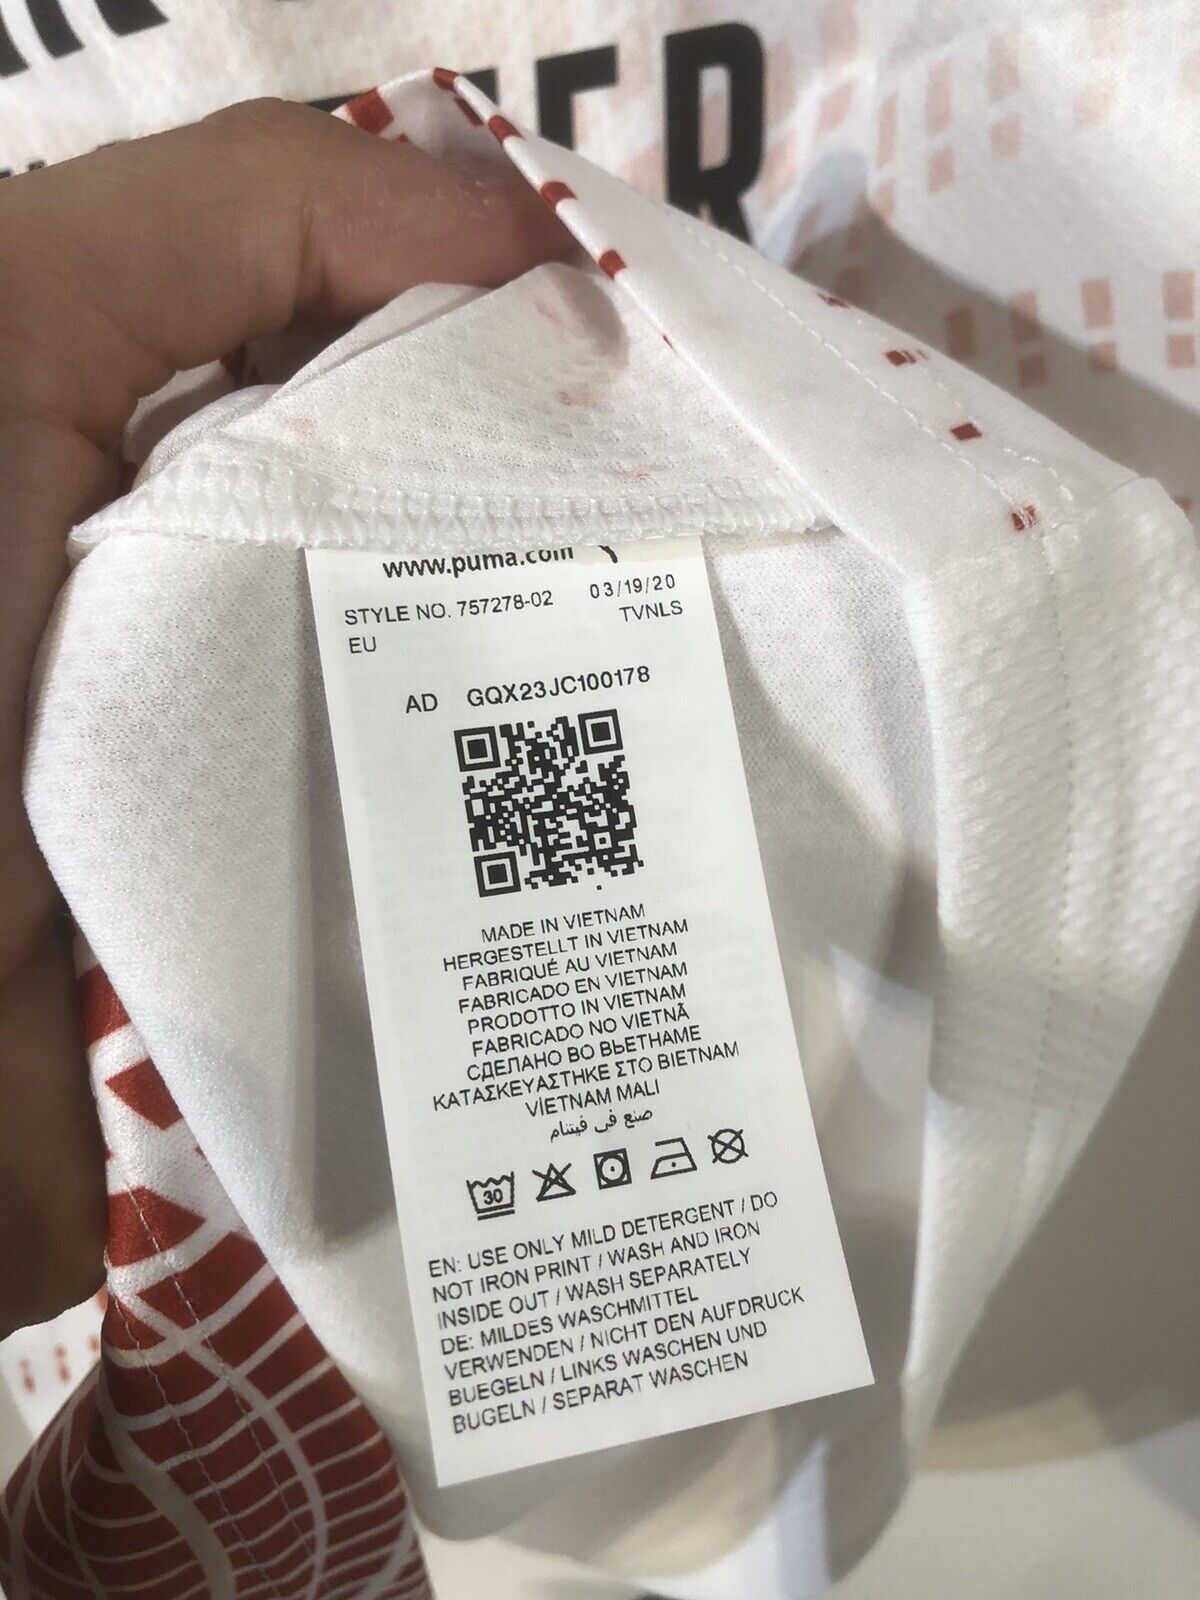 ER
www.puma.com
STYLE NO. 757278-02 03/19/20
EU TVNLS
AD GQX23JC100178
MADE IN VIETNAM
HERGESTELLT IN VIETNAM
FABRIQUÉ AU VIETNAM
FABRICADO EN VIETNAM
PRODOTTO IN VIETNAM
FABRICADO NO VIETNÃ
СДЕЛАНО ВО ВЬЕТНАМЕ
ΚΑΤΑΣΚΕΥΑΣΤΗΚΕ ΣΤΟ ΒΙΕΤΝΑΜ
VİETNAM MALI
صنع في فيتنام
30
EN: USE ONLY MILD DETERGENT / DO
NOT IRON PRINT / WASH AND IRON
INSIDE OUT / WASH SEPARATELY
DE: MILDES WASCHMITTEL
VERWENDEN / NICHT DEN AUFDRUCK
BUEGELN / LINKS WASCHEN UND
BUGELN / SEPARAT WASCHEN